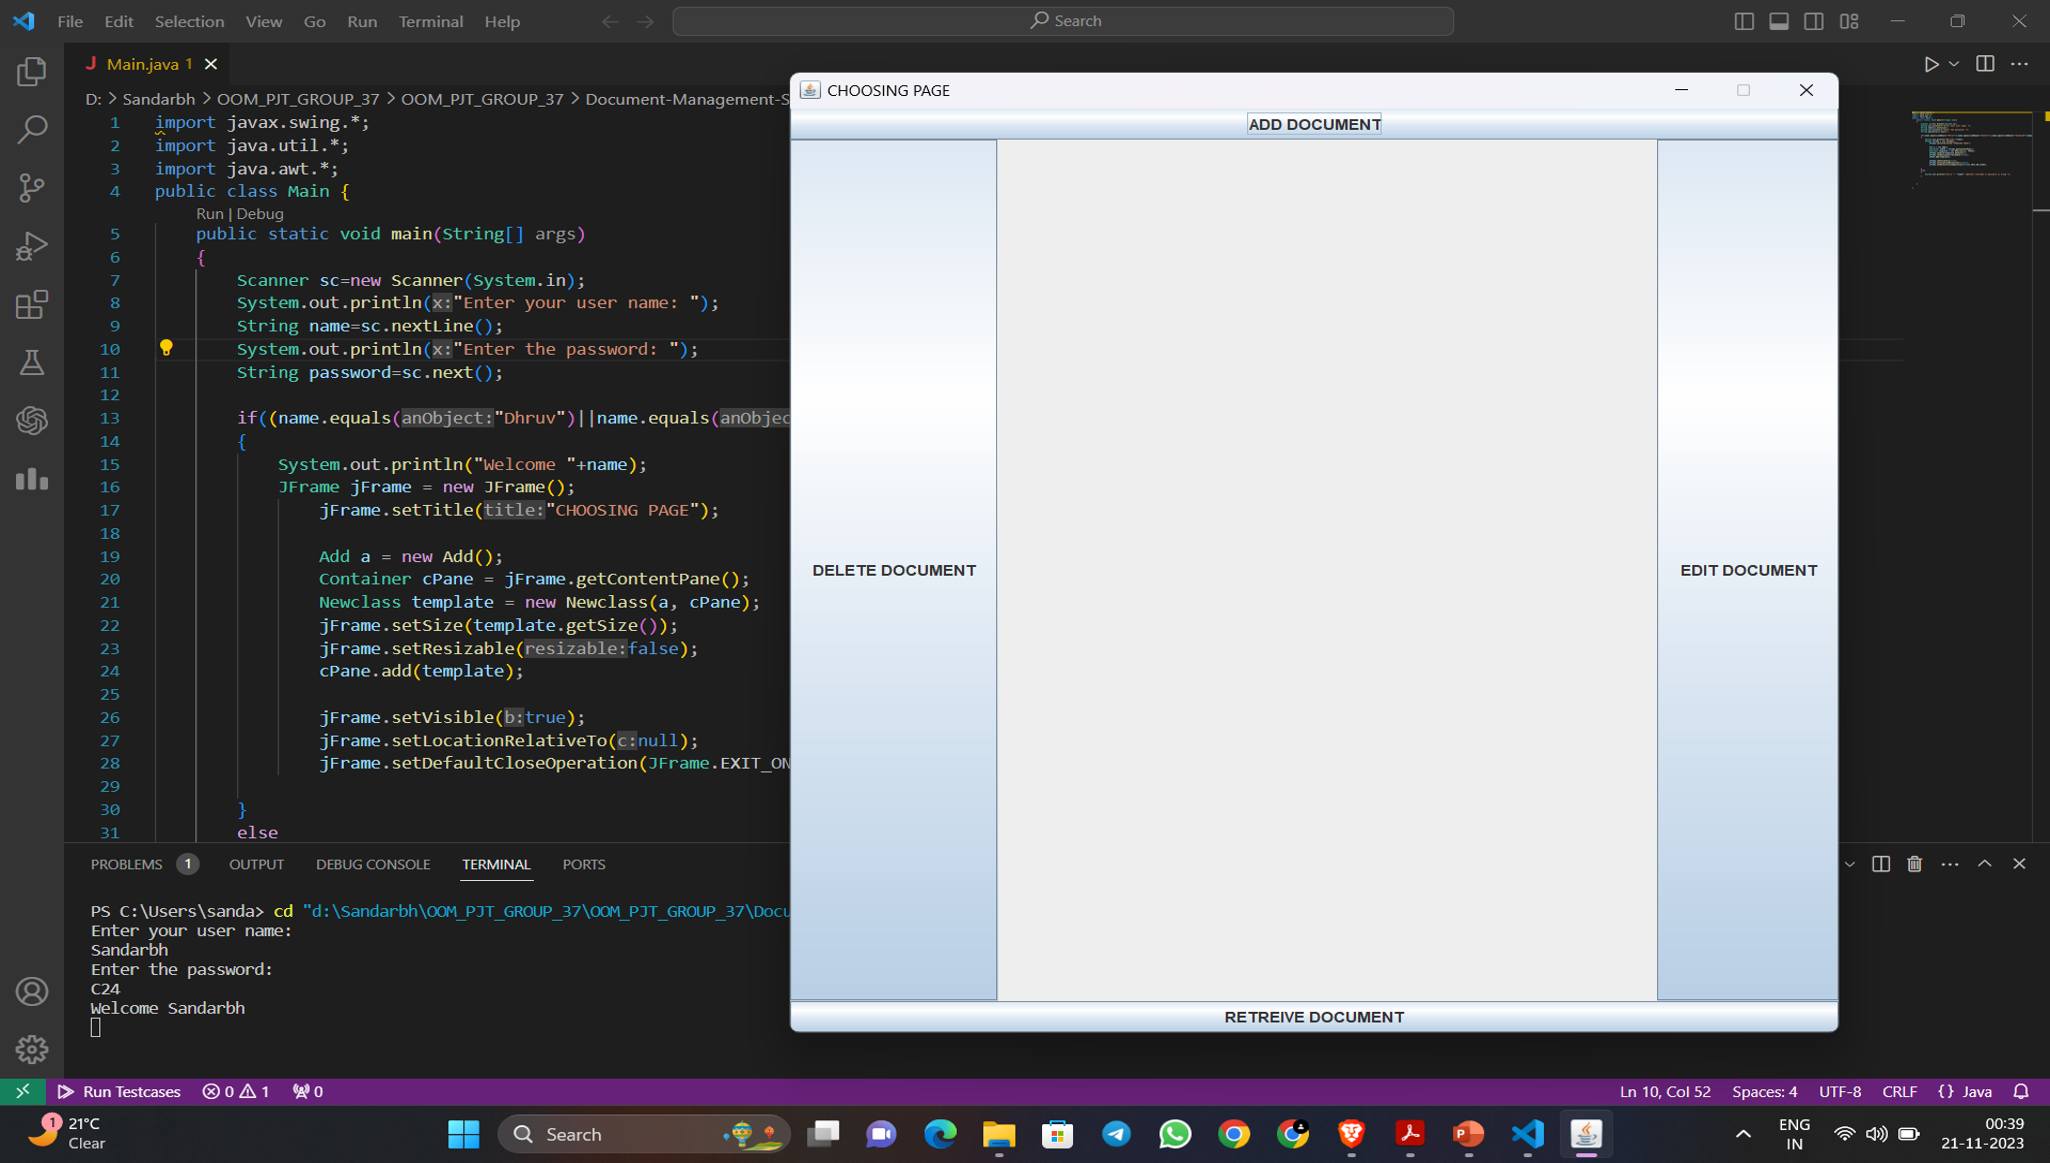 File Edit Selection View Go Run Terminal Help
Search
J Main.java 1
D: > Sandarbh > OOM_PJT_GROUP_37 > OOM_PJT_GROUP_37 > Document-Management-S
1 import javax.swing.*;
2 import java.util.*;
3 import java.awt.*;
4 public class Main {
Run | Debug
5 public static void main(String[] args)
6 {
7 Scanner sc=new Scanner(System.in);
8 System.out.println(x:"Enter your user name: ");
9 String name=sc.nextLine();
10 System.out.println(x:"Enter the password: ");
11 String password=sc.next();
12
13 if((name.equals(anObject:"Dhruv")||name.equals(anObjec
14 {
15 System.out.println("Welcome "+name);
16 JFrame jFrame = new JFrame();
17 jFrame.setTitle(title:"CHOOSING PAGE");
18
19 Add a = new Add();
20 Container cPane = jFrame.getContentPane();
21 Newclass template = new Newclass(a, cPane);
22 jFrame.setSize(template.getSize());
23 jFrame.setResizable(resizable:false);
24 cPane.add(template);
25
26 jFrame.setVisible(b:true);
27 jFrame.setLocationRelativeTo(c:null);
28 jFrame.setDefaultCloseOperation(JFrame.EXIT_ON
29
30 }
31 else
CHOOSING PAGE
ADD DOCUMENT
DELETE DOCUMENT
EDIT DOCUMENT
RETREIVE DOCUMENT
PROBLEMS 1 OUTPUT DEBUG CONSOLE TERMINAL PORTS
PS C:\Users\sanda> cd "d:\Sandarbh\OOM_PJT_GROUP_37\OOM_PJT_GROUP_37\Docu
Enter your user name:
Sandarbh
Enter the password:
C24
Welcome Sandarbh
Run Testcases 0 1 0
Ln 10, Col 52 Spaces: 4 UTF-8 CRLF {} Java
1 21°C
Clear
Search
ENG
IN
00:39
21-11-2023